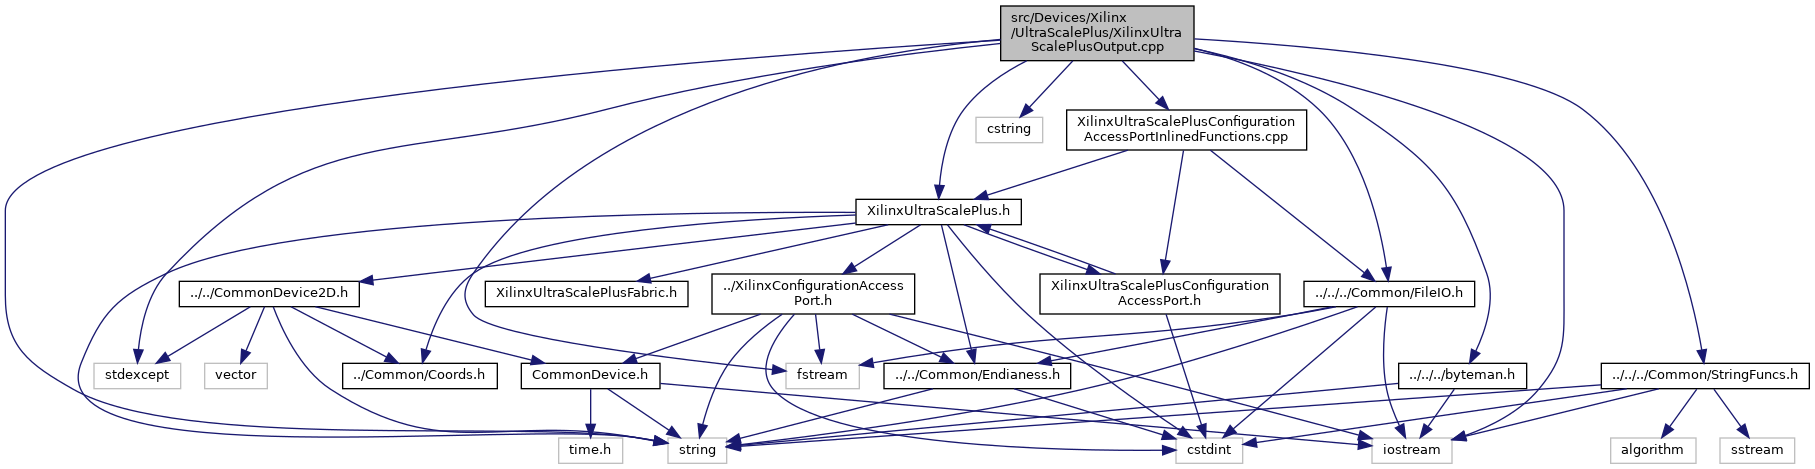 src/Devices/Xilinx
/UltraScalePlus/XilinxUltra
ScalePlusOutput.cpp
cstring
XilinxUltraScalePlusConfiguration
AccessPortInlinedFunctions.cpp
XilinxUltraScalePlus.h
../../CommonDevice2D.h
XilinxUltraScalePlusFabric.h
../XilinxConfigurationAccess
Port.h
XilinxUltraScalePlusConfiguration
AccessPort.h
../../../Common/FileIO.h
stdexcept
vector
../Common/Coords.h
CommonDevice.h
fstream
../../Common/Endianess.h
../../../byteman.h
../../../Common/StringFuncs.h
time.h
string
cstdint
iostream
algorithm
sstream